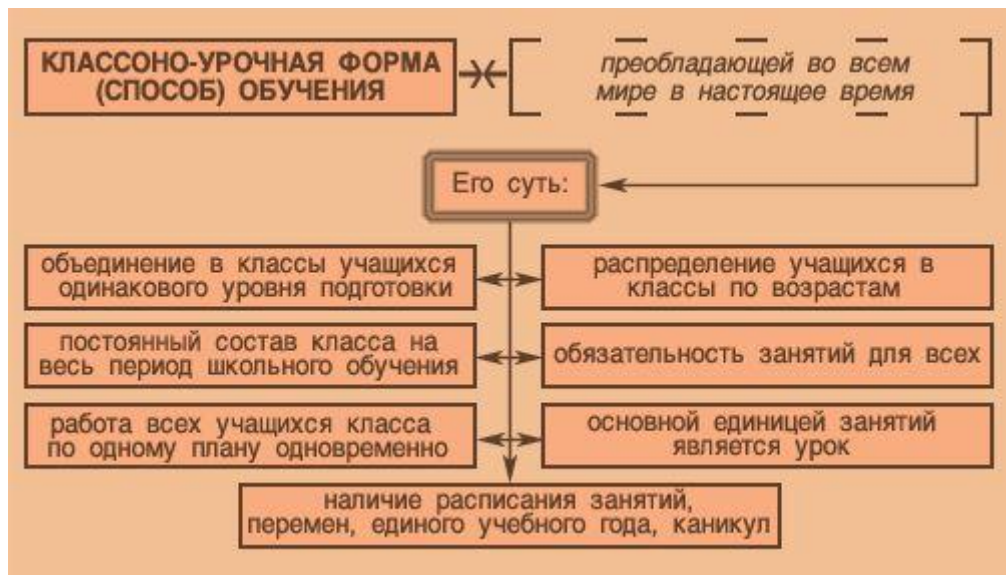 КЛАССОНО-УРОЧНАЯ ФОРМА
(СПОСОБ) ОБУЧЕНИЯ
преобладающей во всем
мире в настоящее время
Его суть:
объединение в классы учащихся
одинакового уровня подготовки
распределение учащихся в
классы по возрастам
постоянный состав класса на
весь период школьного обучения
обязательность занятий для всех
работа всех учащихся класса
по одному плану одновременно
основной единицей занятий
является урок
наличие расписания занятий,
перемен, единого учебного года, каникул